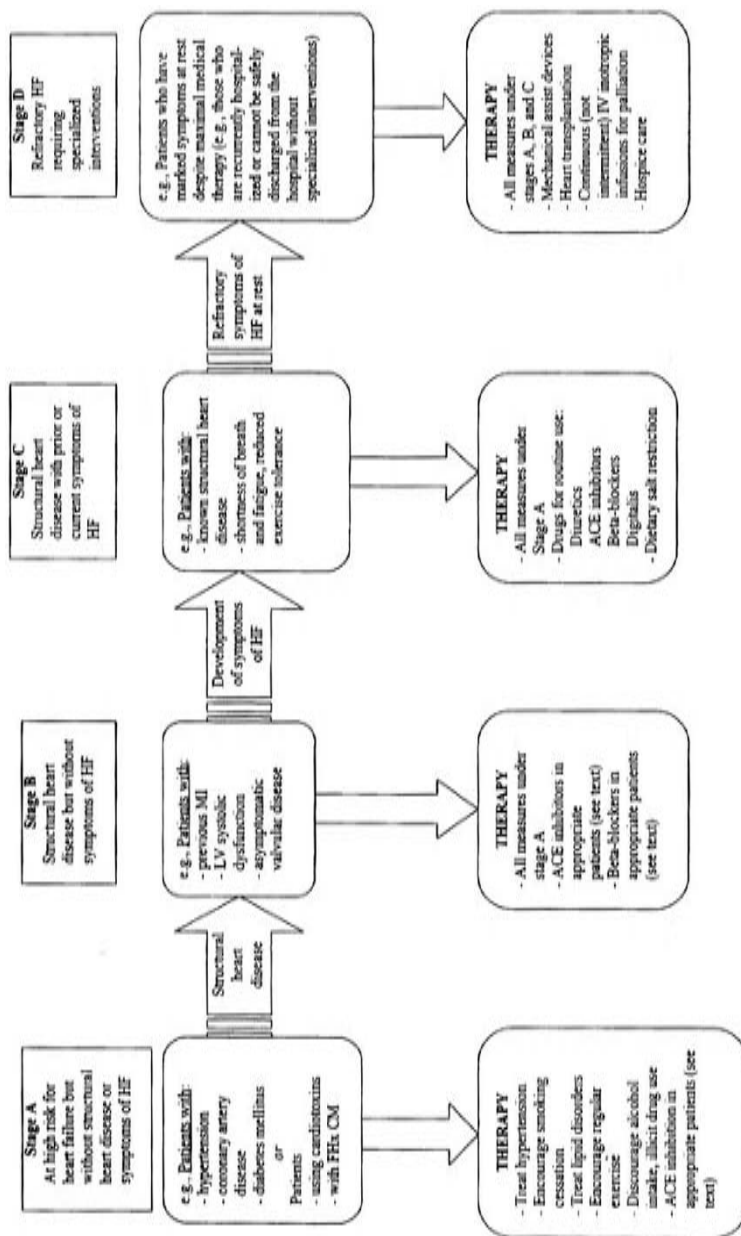 Stage A
At high risk for
heart failure but
without structural
heart disease or
symptoms of HF
e.g., Patients with:
- hypertension
- coronary artery
disease
- diabetes mellitus
or
Patients
- using cardiotoxins
- with FHx CM
THERAPY
- Treat hypertension
- Encourage smoking
cessation
- Treat lipid disorders
- Encourage regular
exercise
- Discourage alcohol
intake, illicit drug use
- ACE inhibition in
appropriate patients (see
text)
Structural
heart
disease
Stage B
Structural heart
disease but without
symptoms of HF
e.g., Patients with:
- previous MI
- LV systolic
dysfunction
- asymptomatic
valvular disease
THERAPY
- All measures under
stage A
- ACE inhibitors in
appropriate
patients (see text)
- Beta-blockers in
appropriate patients
(see text)
Development
of symptoms
of HF
Stage C
Structural heart
disease with prior or
current symptoms of
HF
e.g., Patients with:
- known structural heart
disease
- shortness of breath
and fatigue, reduced
exercise tolerance
THERAPY
- All measures under
Stage A
- Drugs for routine use:
Diuretics
ACE inhibitors
Beta-blockers
Digitalis
- Dietary salt restriction
Refractory
symptoms of
HF at rest
Stage D
Refractory HF
requiring
specialized
interventions
e.g., Patients who have
marked symptoms at rest
despite maximal medical
therapy (e.g., those who
are recurrently hospital-
ized or cannot be safely
discharged from the
hospital without
specialized interventions)
THERAPY
- All measures under
stages A, B, and C
- Mechanical assist devices
- Heart transplantation
- Continuous (not
intermittent) IV inotropic
infusions for palliation
- Hospice care